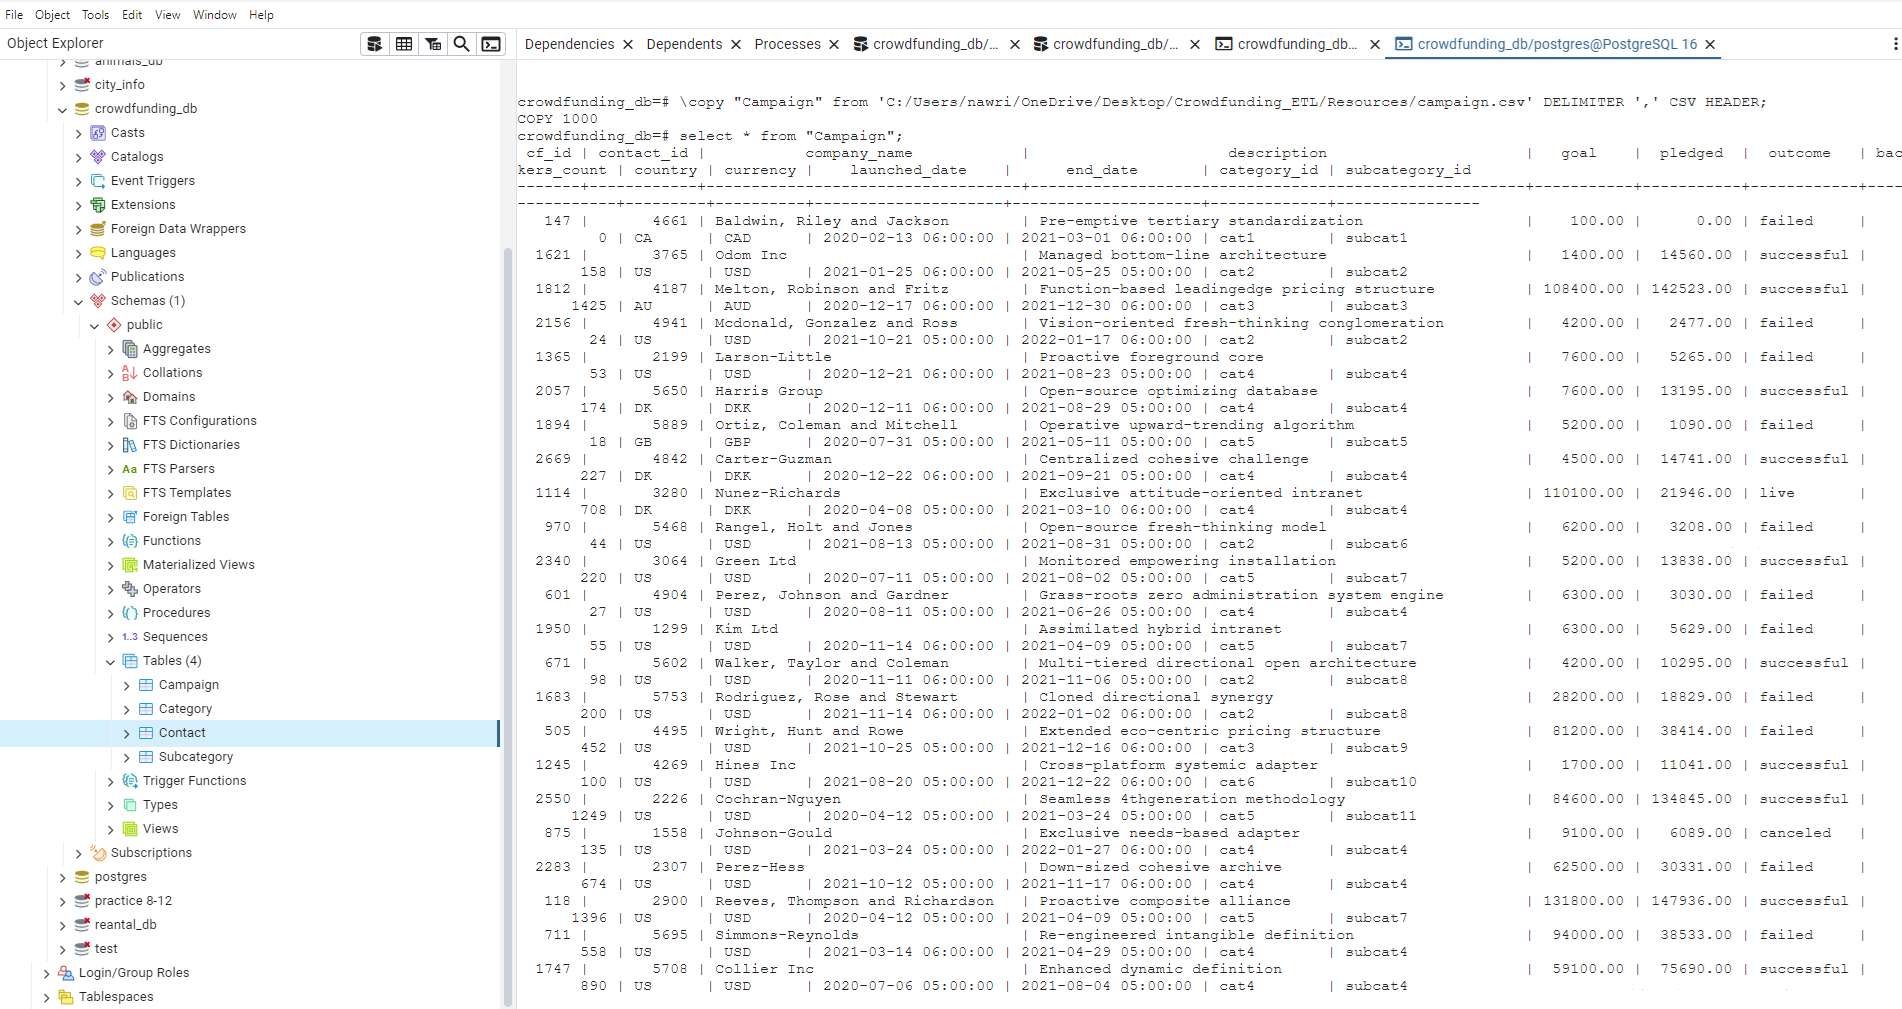 File Object Tools Edit View Window Help
Object Explorer
animals_db
city_info
crowdfunding_db
Casts
Catalogs
Event Triggers
Extensions
Foreign Data Wrappers
Languages
Publications
Schemas (1)
public
Aggregates
Collations
Domains
FTS Configurations
FTS Dictionaries
Aa FTS Parsers
FTS Templates
Foreign Tables
Functions
Materialized Views
Operators
Procedures
1..3 Sequences
Tables (4)
Campaign
Category
Contact
Subcategory
Trigger Functions
Types
Views
Subscriptions
postgres
practice 8-12
reantal_db
test
Login/Group Roles
Tablespaces
Dependencies Dependents Processes crowdfunding_db/... crowdfunding_db/... crowdfunding_db... crowdfunding_db/postgres@PostgreSQL 16
crowdfunding_db=# \copy "Campaign" from 'C:/Users/nawri/OneDrive/Desktop/Crowdfunding_ETL/Resources/campaign.csv' DELIMITER ',' CSV HEADER;
COPY 1000
crowdfunding_db=# select * from "Campaign";
cf_id | contact_id | company_name | description | goal | pledged | outcome | bac
kers_count | country | currency | launched_date | end_date | category_id | subcategory_id
147 | 4661 | Baldwin, Riley and Jackson | Pre-emptive tertiary standardization | 100.00 | 0.00 | failed |
0 | CA | CAD | 2020-02-13 06:00:00 | 2021-03-01 06:00:00 | cat1 | subcat1
1621 | 3765 | Odom Inc | Managed bottom-line architecture | 1400.00 | 14560.00 | successful |
158 | US | USD | 2021-01-25 06:00:00 | 2021-05-25 05:00:00 | cat2 | subcat2
1812 | 4187 | Melton, Robinson and Fritz | Function-based leadingedge pricing structure | 108400.00 | 142523.00 | successful |
1425 | AU | AUD | 2020-12-17 06:00:00 | 2021-12-30 06:00:00 | cat3 | subcat3
2156 | 4941 | Mcdonald, Gonzalez and Ross | Vision-oriented fresh-thinking conglomeration | 4200.00 | 2477.00 | failed |
24 | US | USD | 2021-10-21 05:00:00 | 2022-01-17 06:00:00 | cat2 | subcat2
1365 | 2199 | Larson-Little | Proactive foreground core | 7600.00 | 5265.00 | failed |
53 | US | USD | 2020-12-21 06:00:00 | 2021-08-23 05:00:00 | cat4 | subcat4
2057 | 5650 | Harris Group | Open-source optimizing database | 7600.00 | 13195.00 | successful |
174 | DK | DKK | 2020-12-11 06:00:00 | 2021-08-29 05:00:00 | cat4 | subcat4
1894 | 5889 | Ortiz, Coleman and Mitchell | Operative upward-trending algorithm | 5200.00 | 1090.00 | failed |
18 | GB | GBP | 2020-07-31 05:00:00 | 2021-05-11 05:00:00 | cat5 | subcat5
2669 | 4842 | Carter-Guzman | Centralized cohesive challenge | 4500.00 | 14741.00 | successful |
227 | DK | DKK | 2020-12-22 06:00:00 | 2021-09-21 05:00:00 | cat4 | subcat4
1114 | 3280 | Nunez-Richards | Exclusive attitude-oriented intranet | 110100.00 | 21946.00 | live |
708 | DK | DKK | 2020-04-08 05:00:00 | 2021-03-10 06:00:00 | cat4 | subcat4
970 | 5468 | Rangel, Holt and Jones | Open-source fresh-thinking model | 6200.00 | 3208.00 | failed |
44 | US | USD | 2021-08-13 05:00:00 | 2021-08-31 05:00:00 | cat2 | subcat6
2340 | 3064 | Green Ltd | Monitored empowering installation | 5200.00 | 13838.00 | successful |
220 | US | USD | 2020-07-11 05:00:00 | 2021-08-02 05:00:00 | cat5 | subcat7
601 | 4904 | Perez, Johnson and Gardner | Grass-roots zero administration system engine | 6300.00 | 3030.00 | failed |
27 | US | USD | 2020-08-11 05:00:00 | 2021-06-26 05:00:00 | cat4 | subcat4
1950 | 1299 | Kim Ltd | Assimilated hybrid intranet | 6300.00 | 5629.00 | failed |
55 | US | USD | 2020-11-14 06:00:00 | 2021-04-09 05:00:00 | cat5 | subcat7
671 | 5602 | Walker, Taylor and Coleman | Multi-tiered directional open architecture | 4200.00 | 10295.00 | successful |
98 | US | USD | 2020-11-11 06:00:00 | 2021-11-06 05:00:00 | cat2 | subcat8
1683 | 5753 | Rodriguez, Rose and Stewart | Cloned directional synergy | 28200.00 | 18829.00 | failed |
200 | US | USD | 2021-11-14 06:00:00 | 2022-01-02 06:00:00 | cat2 | subcat8
505 | 4495 | Wright, Hunt and Rowe | Extended eco-centric pricing structure | 81200.00 | 38414.00 | failed |
452 | US | USD | 2021-10-25 05:00:00 | 2021-12-16 06:00:00 | cat3 | subcat9
1245 | 4269 | Hines Inc | Cross-platform systemic adapter | 1700.00 | 11041.00 | successful |
100 | US | USD | 2021-08-20 05:00:00 | 2021-12-22 06:00:00 | cat6 | subcat10
2550 | 2226 | Cochran-Nguyen | Seamless 4thgeneration methodology | 84600.00 | 134845.00 | successful |
1249 | US | USD | 2020-04-12 05:00:00 | 2021-03-24 05:00:00 | cat5 | subcat11
875 | 1558 | Johnson-Gould | Exclusive needs-based adapter | 9100.00 | 6089.00 | canceled |
135 | US | USD | 2021-03-24 05:00:00 | 2022-01-27 06:00:00 | cat4 | subcat4
2283 | 2307 | Perez-Hess | Down-sized cohesive archive | 62500.00 | 30331.00 | failed |
674 | US | USD | 2021-10-12 05:00:00 | 2021-11-17 06:00:00 | cat4 | subcat4
118 | 2900 | Reeves, Thompson and Richardson | Proactive composite alliance | 131800.00 | 147936.00 | successful |
1396 | US | USD | 2020-04-12 05:00:00 | 2021-04-09 05:00:00 | cat5 | subcat7
711 | 5695 | Simmons-Reynolds | Re-engineered intangible definition | 94000.00 | 38533.00 | failed |
558 | US | USD | 2021-03-14 06:00:00 | 2021-04-29 05:00:00 | cat4 | subcat4
1747 | 5708 | Collier Inc | Enhanced dynamic definition | 59100.00 | 75690.00 | successful |
890 | US | USD | 2020-07-06 05:00:00 | 2021-08-04 05:00:00 | cat4 | subcat4